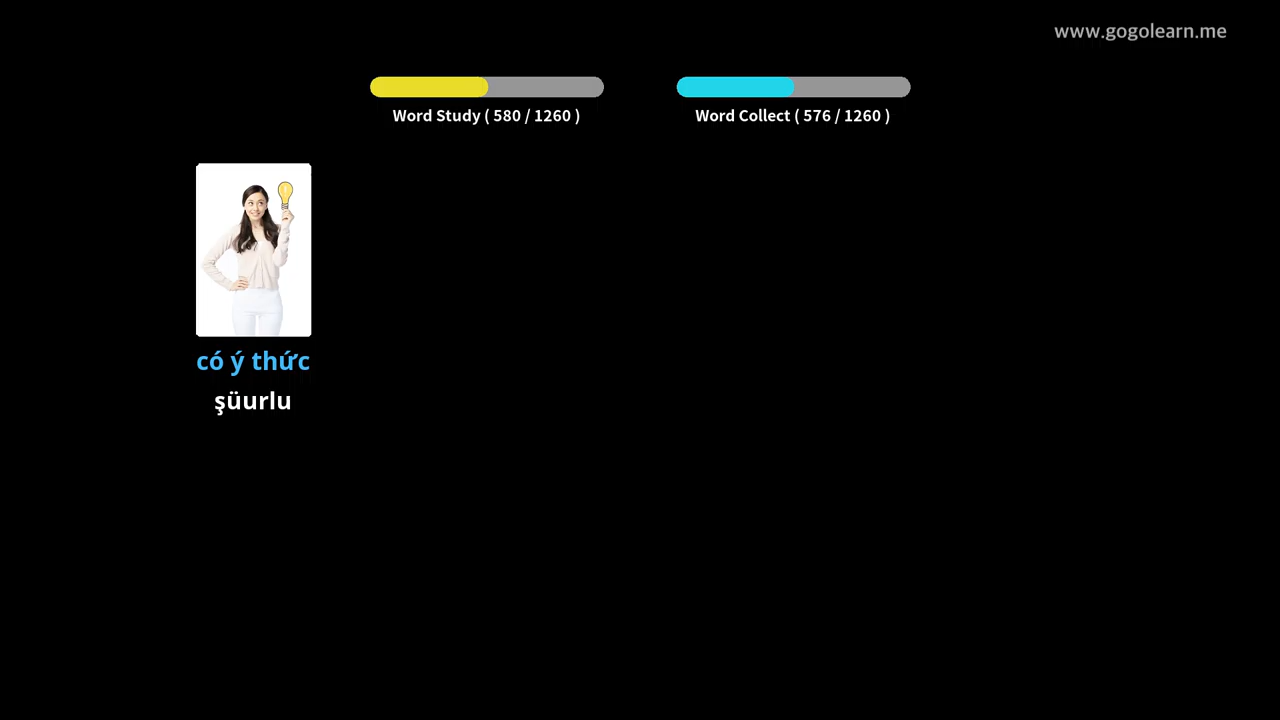 www.gogolearn.me
Word Study ( 580 / 1260 )
Word Collect ( 576 / 1260 )
có ý thức
şüurlu